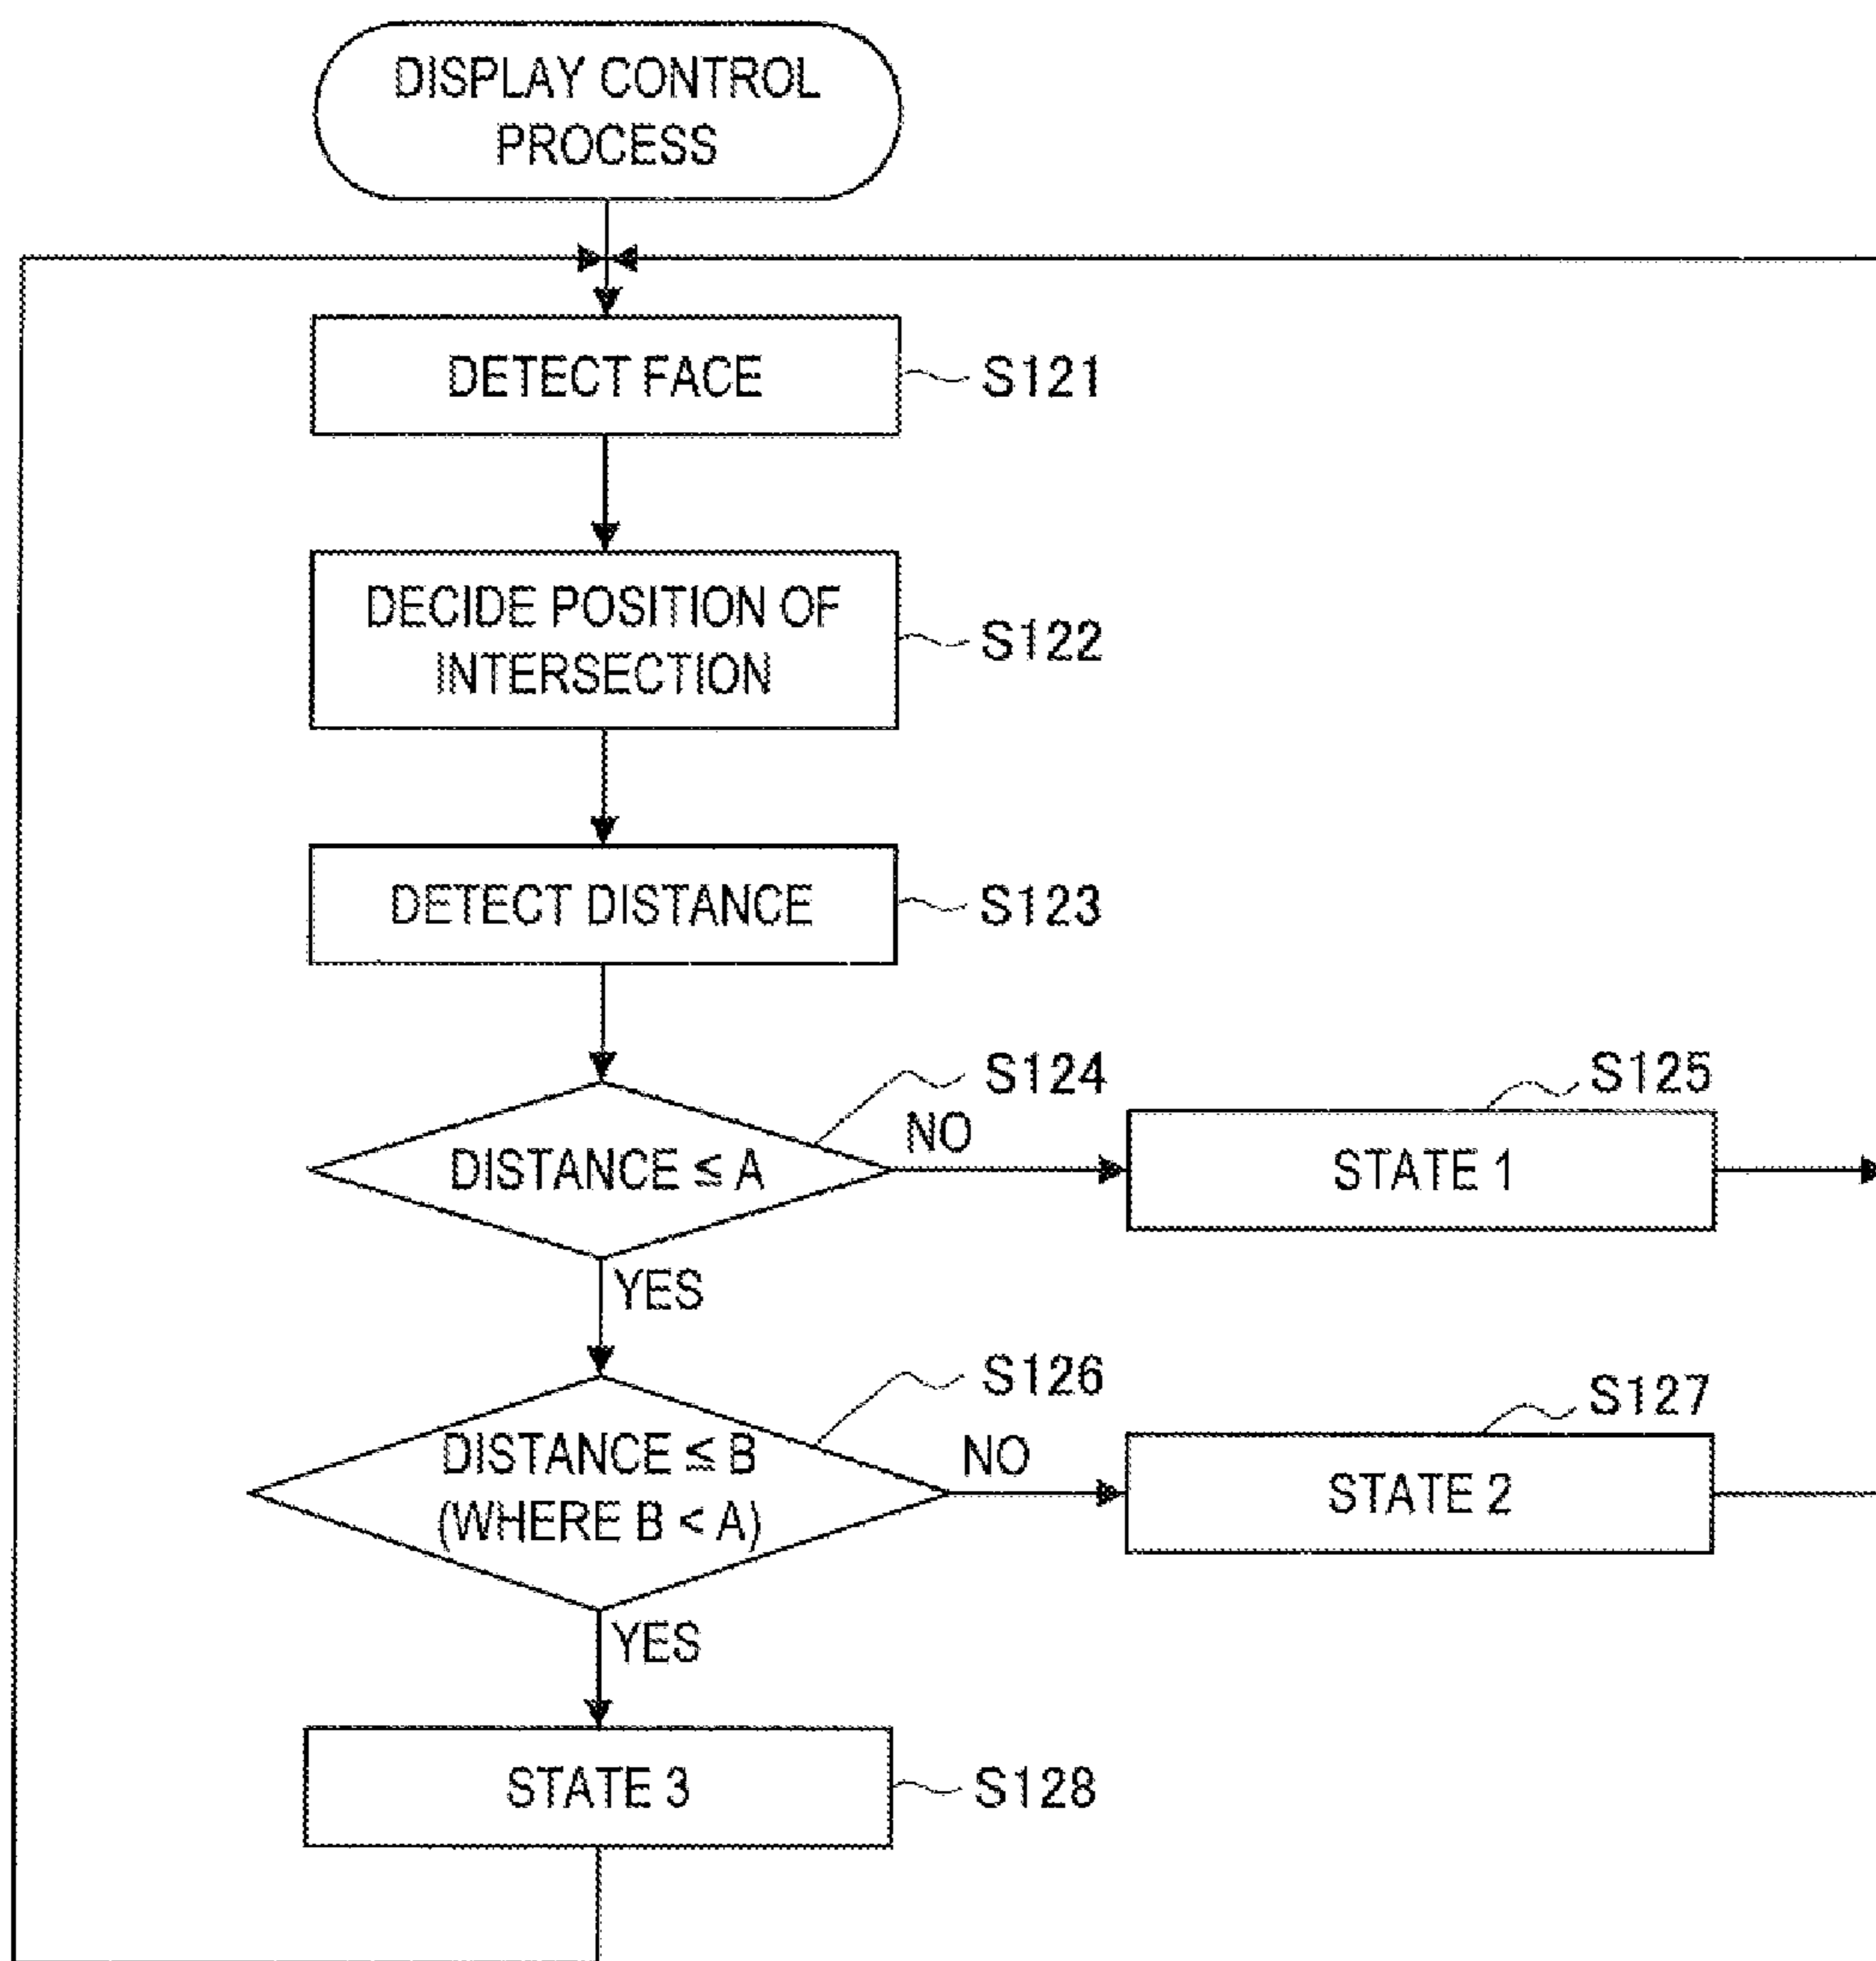 DISPLAY CONTROL
PROCESS
DETECT FACE
S121
DECIDE POSITION OF
INTERSECTION
S122
DETECT DISTANCE
S123
S124
DISTANCE ≤ A
NO
S125
STATE 1
YES
S126
DISTANCE ≤ B
(WHERE B < A)
NO
S127
STATE 2
YES
STATE 3
S128